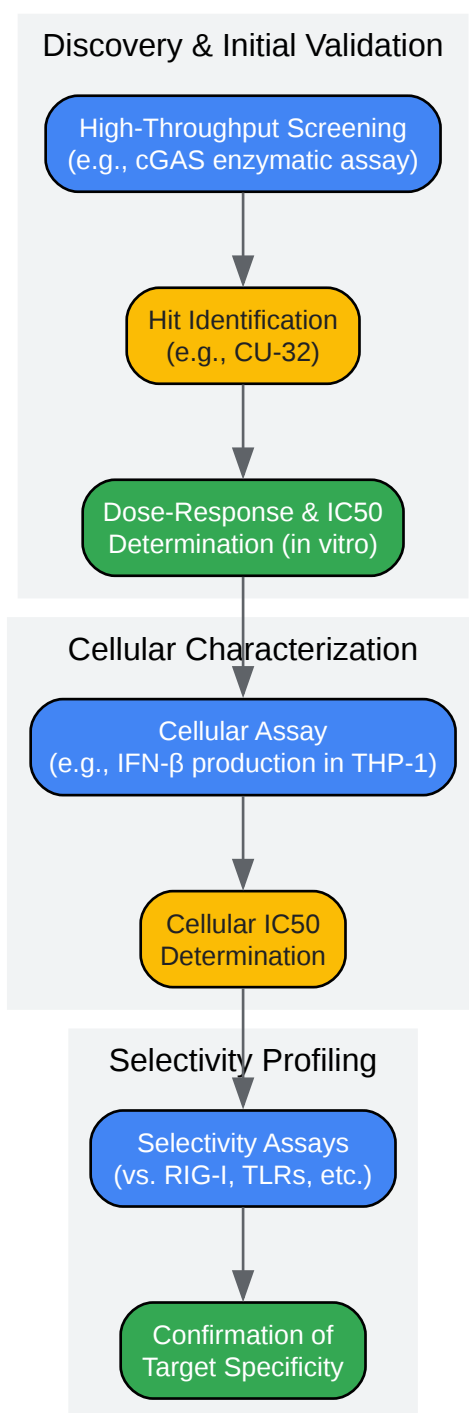 Discovery & Initial Validation
High-Throughput Screening
(e.g., cGAS enzymatic assay)
Hit Identification
(e.g., CU-32)
Dose-Response & IC50
Determination (in vitro)
Cellular Characterization
Cellular Assay
(e.g., IFN-β production in THP-1)
Cellular IC50
Determination
Selectivity Profiling
Selectivity Assays
(vs. RIG-I, TLRs, etc.)
Confirmation of
Target Specificity